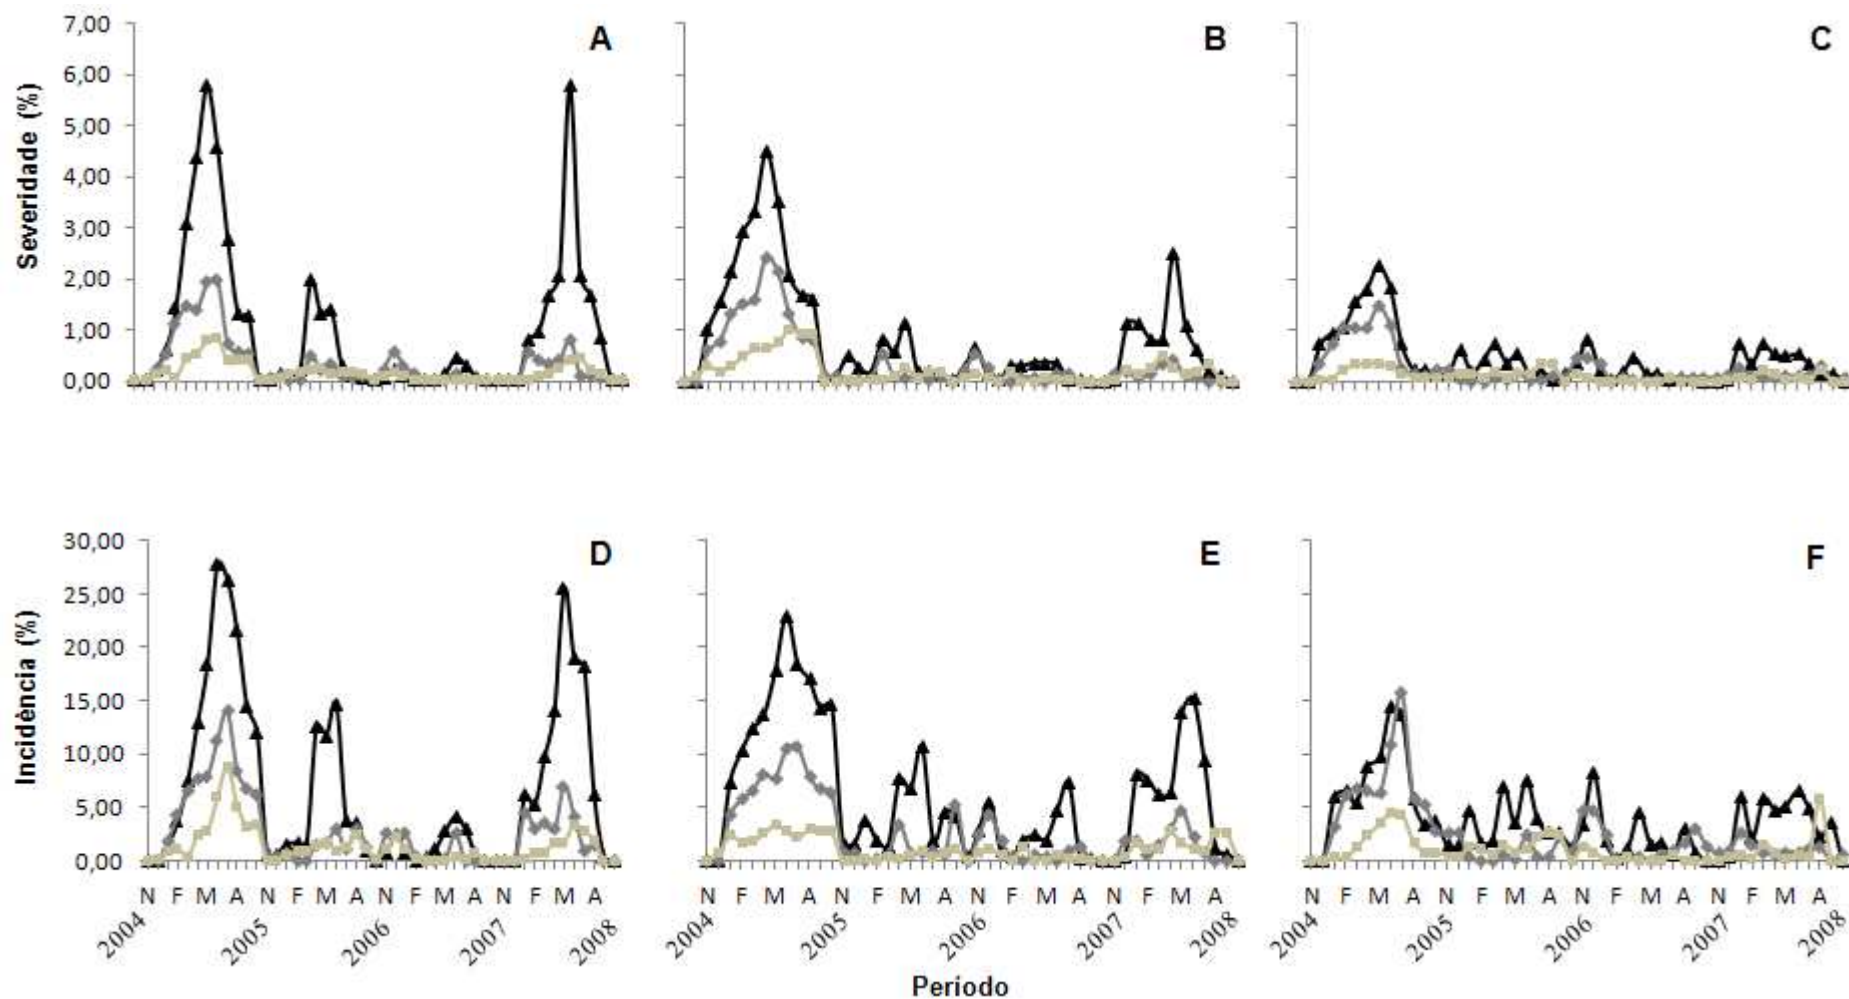 A
B
C
7,00
6,00
5,00
4,00
3,00
2,00
1,00
0,00
Severidade (%)
D
E
F
30,00
25,00
20,00
15,00
10,00
5,00
0,00
Incidência (%)
N F M A N F M A N F M A N F M A
N F M A N F M A N F M A N F M A
N F M A N F M A N F M A N F M A
2004 2005 2006 2007 2008
2004 2005 2006 2007 2008
2004 2005 2006 2007 2008
Período